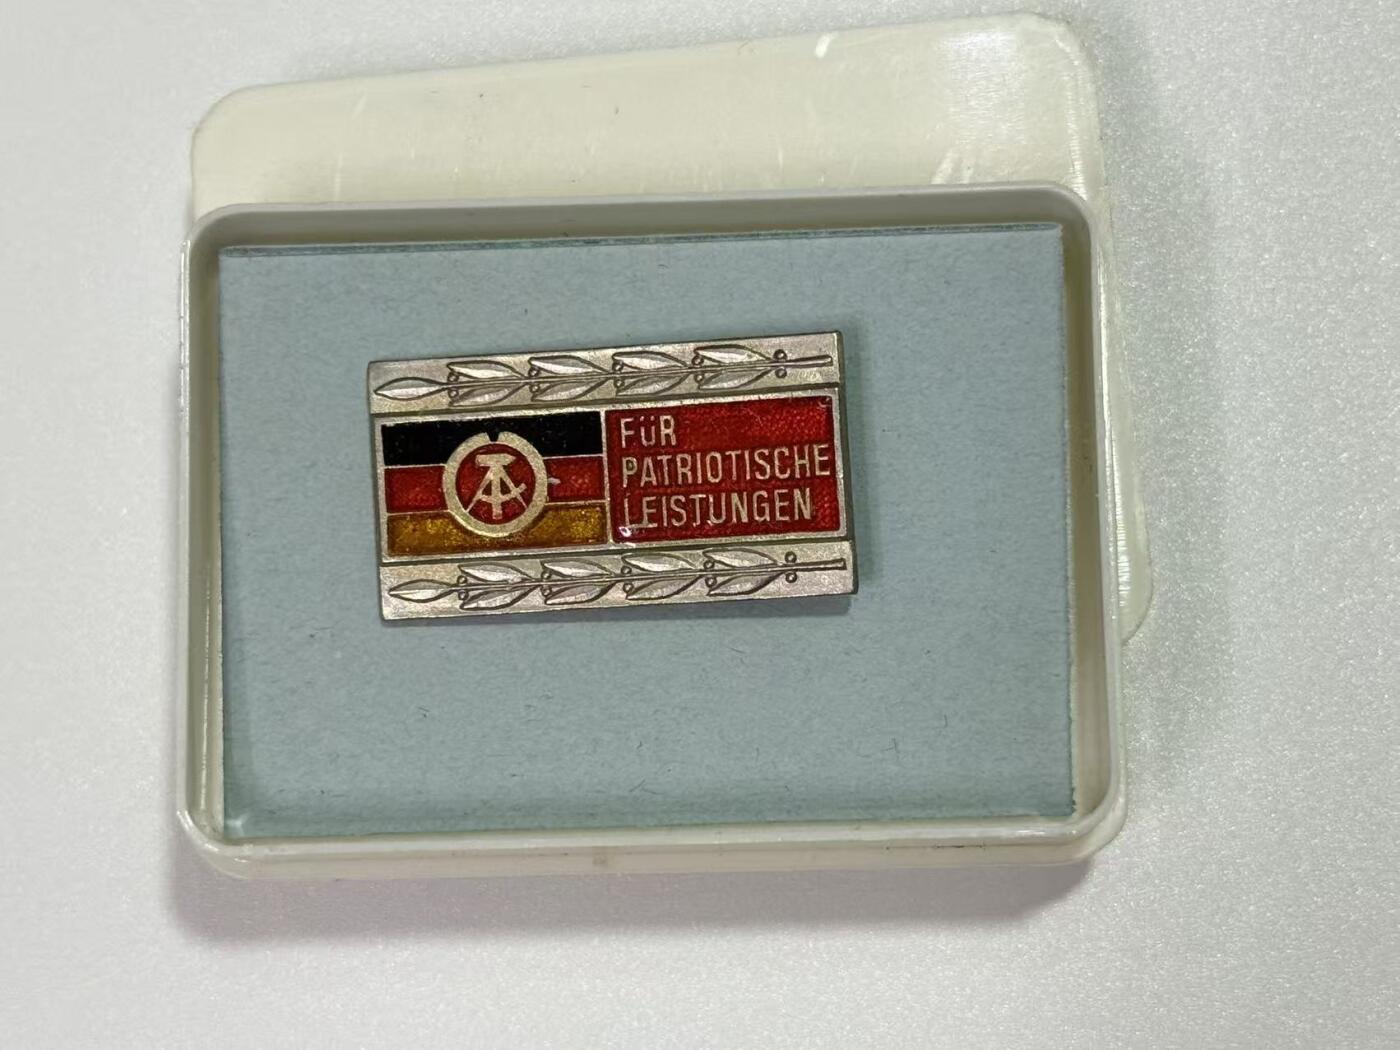 FüR
PATRIOTISCHE
LEISTUNGEN